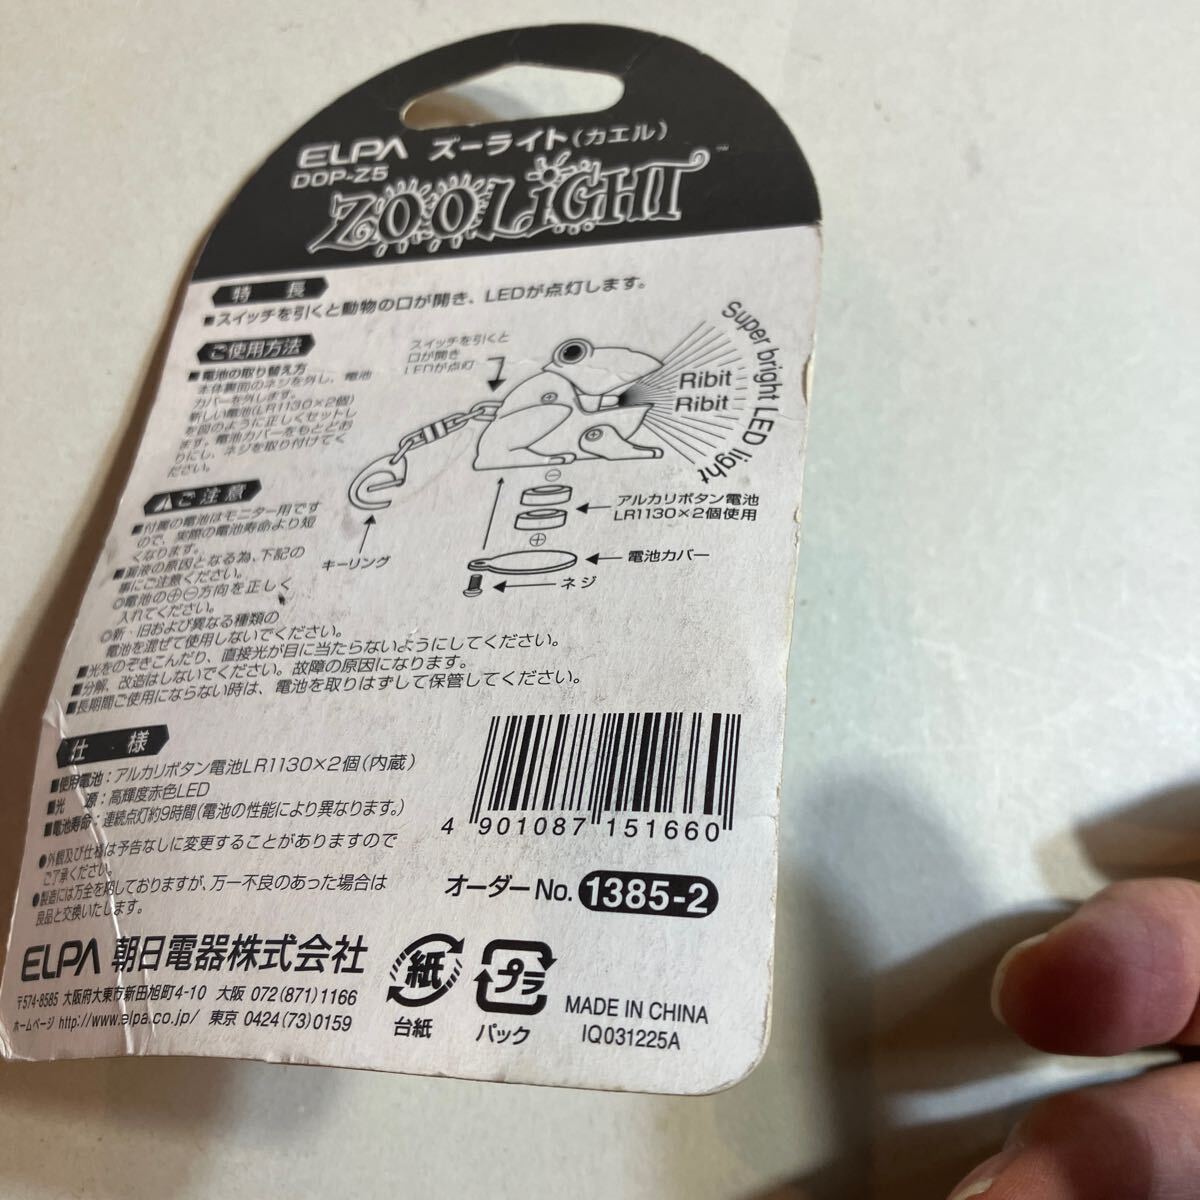 ELPA ズーライト(カエル)
DOP-Z5
ZOOLiGHT™
特 長
■スイッチを引くと動物の口が開き、LEDが点灯します。
ご使用方法
■電池の取り替え方
本体裏面のネジを外し、電池
カバーを外します。
新しい電池(LR1130×2個)
を図のように正しくセットし
ます。電池カバーをもとどお
りにし、ネジを取り付けてく
ださい。
スイッチを引くと
口が開き
LEDが点灯
Ribit
Ribit
Super bright LED light
アルカリボタン電池
LR1130×2個使用
電池カバー
ネジ
キーリング
⚠ご注意
■付属の電池はモニター用です
ので、実際の電池寿命より短
くなります。
■漏液の原因となる為、下記の
事にご注意ください。
◎電池の⊕⊖方向を正しく
入れてください。
◎新・旧および異なる種類の
電池を混ぜて使用しないでください。
■光をのぞきこんだり、直接光が目に当たらないようにしてください。
■分解、改造はしないでください。故障の原因になります。
■長期間ご使用にならない時は、電池を取りはずして保管してください。
仕 様
■使用電池：アルカリボタン電池LR1130×2個(内蔵)
■光 源：高輝度赤色LED
■電池寿命：連続点灯約9時間(電池の性能により異なります。)
●外観及び仕様は予告なしに変更することがありますので
ご了承ください。
●製造には万全を期しておりますが、万一不良のあった場合は
良品と交換いたします。
4 901087 151660
オーダーNo. 1385-2
ELPA 朝日電器株式会社
〒574-8585 大阪府大東市新田旭町4-10 大阪 072(871)1166
ホームページ http://www.elpa.co.jp/ 東京 0424(73)0159
紙
台紙
プラ
パック
MADE IN CHINA
IQ031225A